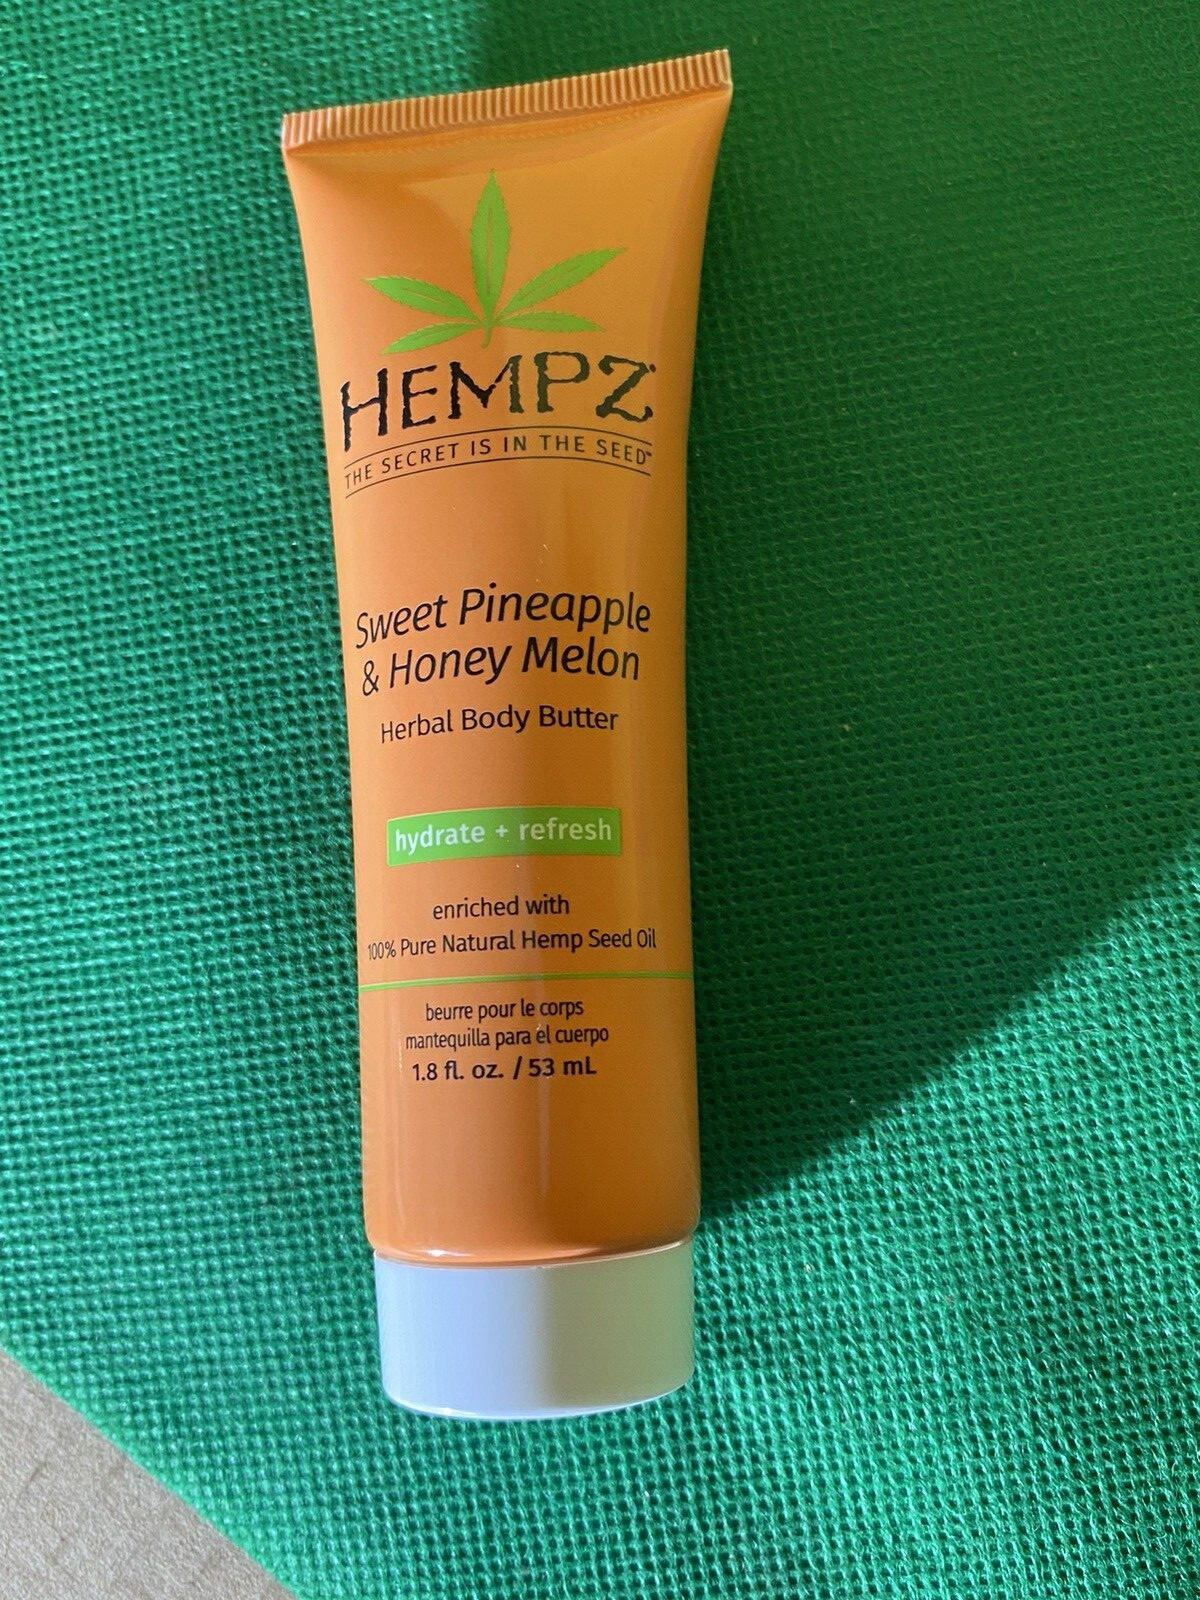 HEMPZ
THE SECRET IS IN THE SEED™
Sweet Pineapple
& Honey Melon
Herbal Body Butter
hydrate + refresh
enriched with
100% Pure Natural Hemp Seed Oil
beurre pour le corps
mantequilla para el cuerpo
1.8 fl. oz. / 53 mL